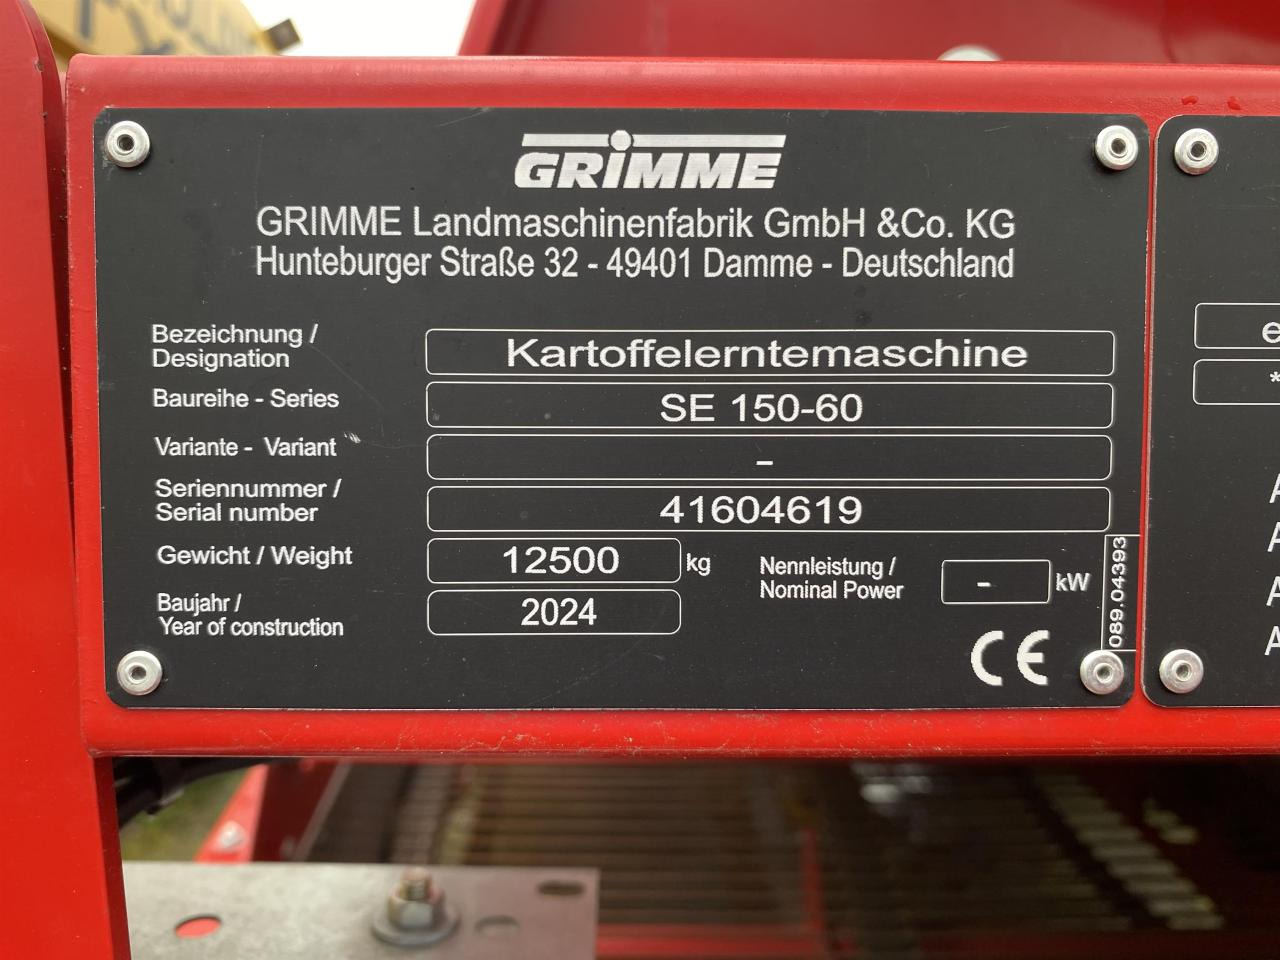 GRIMME
GRIMME Landmaschinenfabrik GmbH &Co. KG
Hunteburger Straße 32 - 49401 Damme - Deutschland
Bezeichnung /
Designation
Kartoffelerntemaschine
Baureihe - Series
SE 150-60
Variante - Variant
-
Seriennummer /
Serial number
41604619
Gewicht / Weight
12500
kg
Nennleistung /
Nominal Power
-
kW
Baujahr /
Year of construction
2024
CE
089.04393
e
*
A
A
A
A